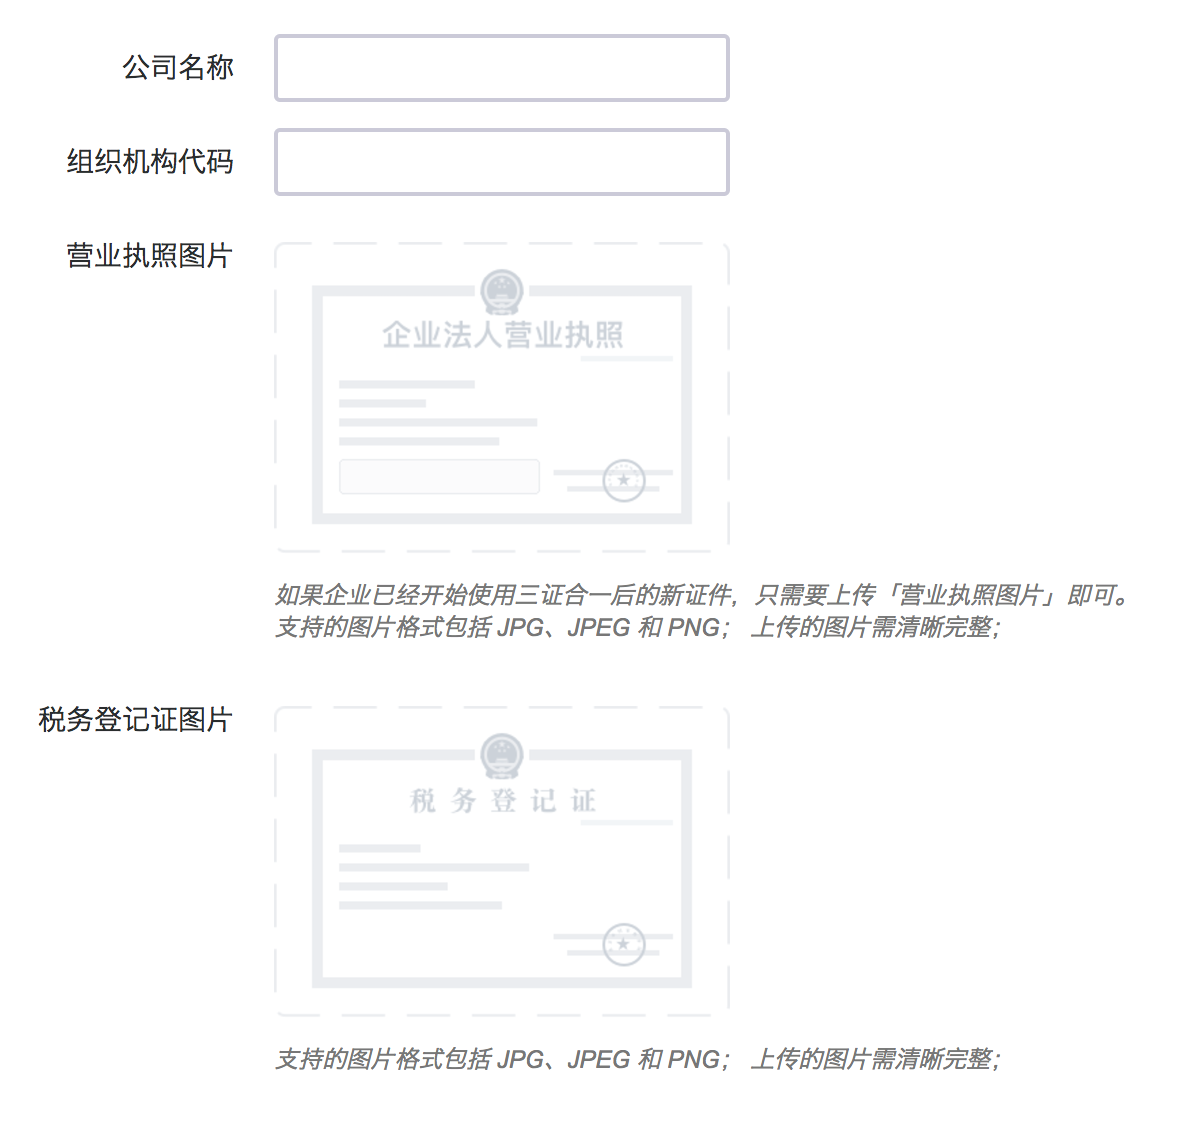 公司名称
组织机构代码
营业执照图片
企业法人营业执照
如果企业已经开始使用三证合一后的新证件，只需要上传「营业执照图片」即可。
支持的图片格式包括 JPG、JPEG 和 PNG； 上传的图片需清晰完整；
税务登记证图片
税务登记证
支持的图片格式包括 JPG、JPEG 和 PNG； 上传的图片需清晰完整；